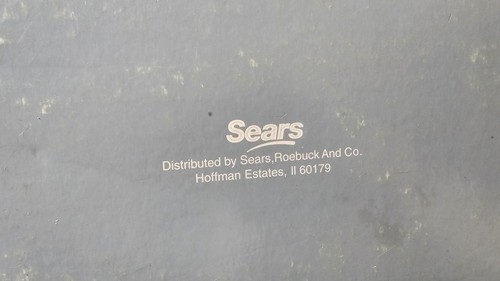 Sears
Distributed by Sears,Roebuck And Co.
Hoffman Estates, Il 60179